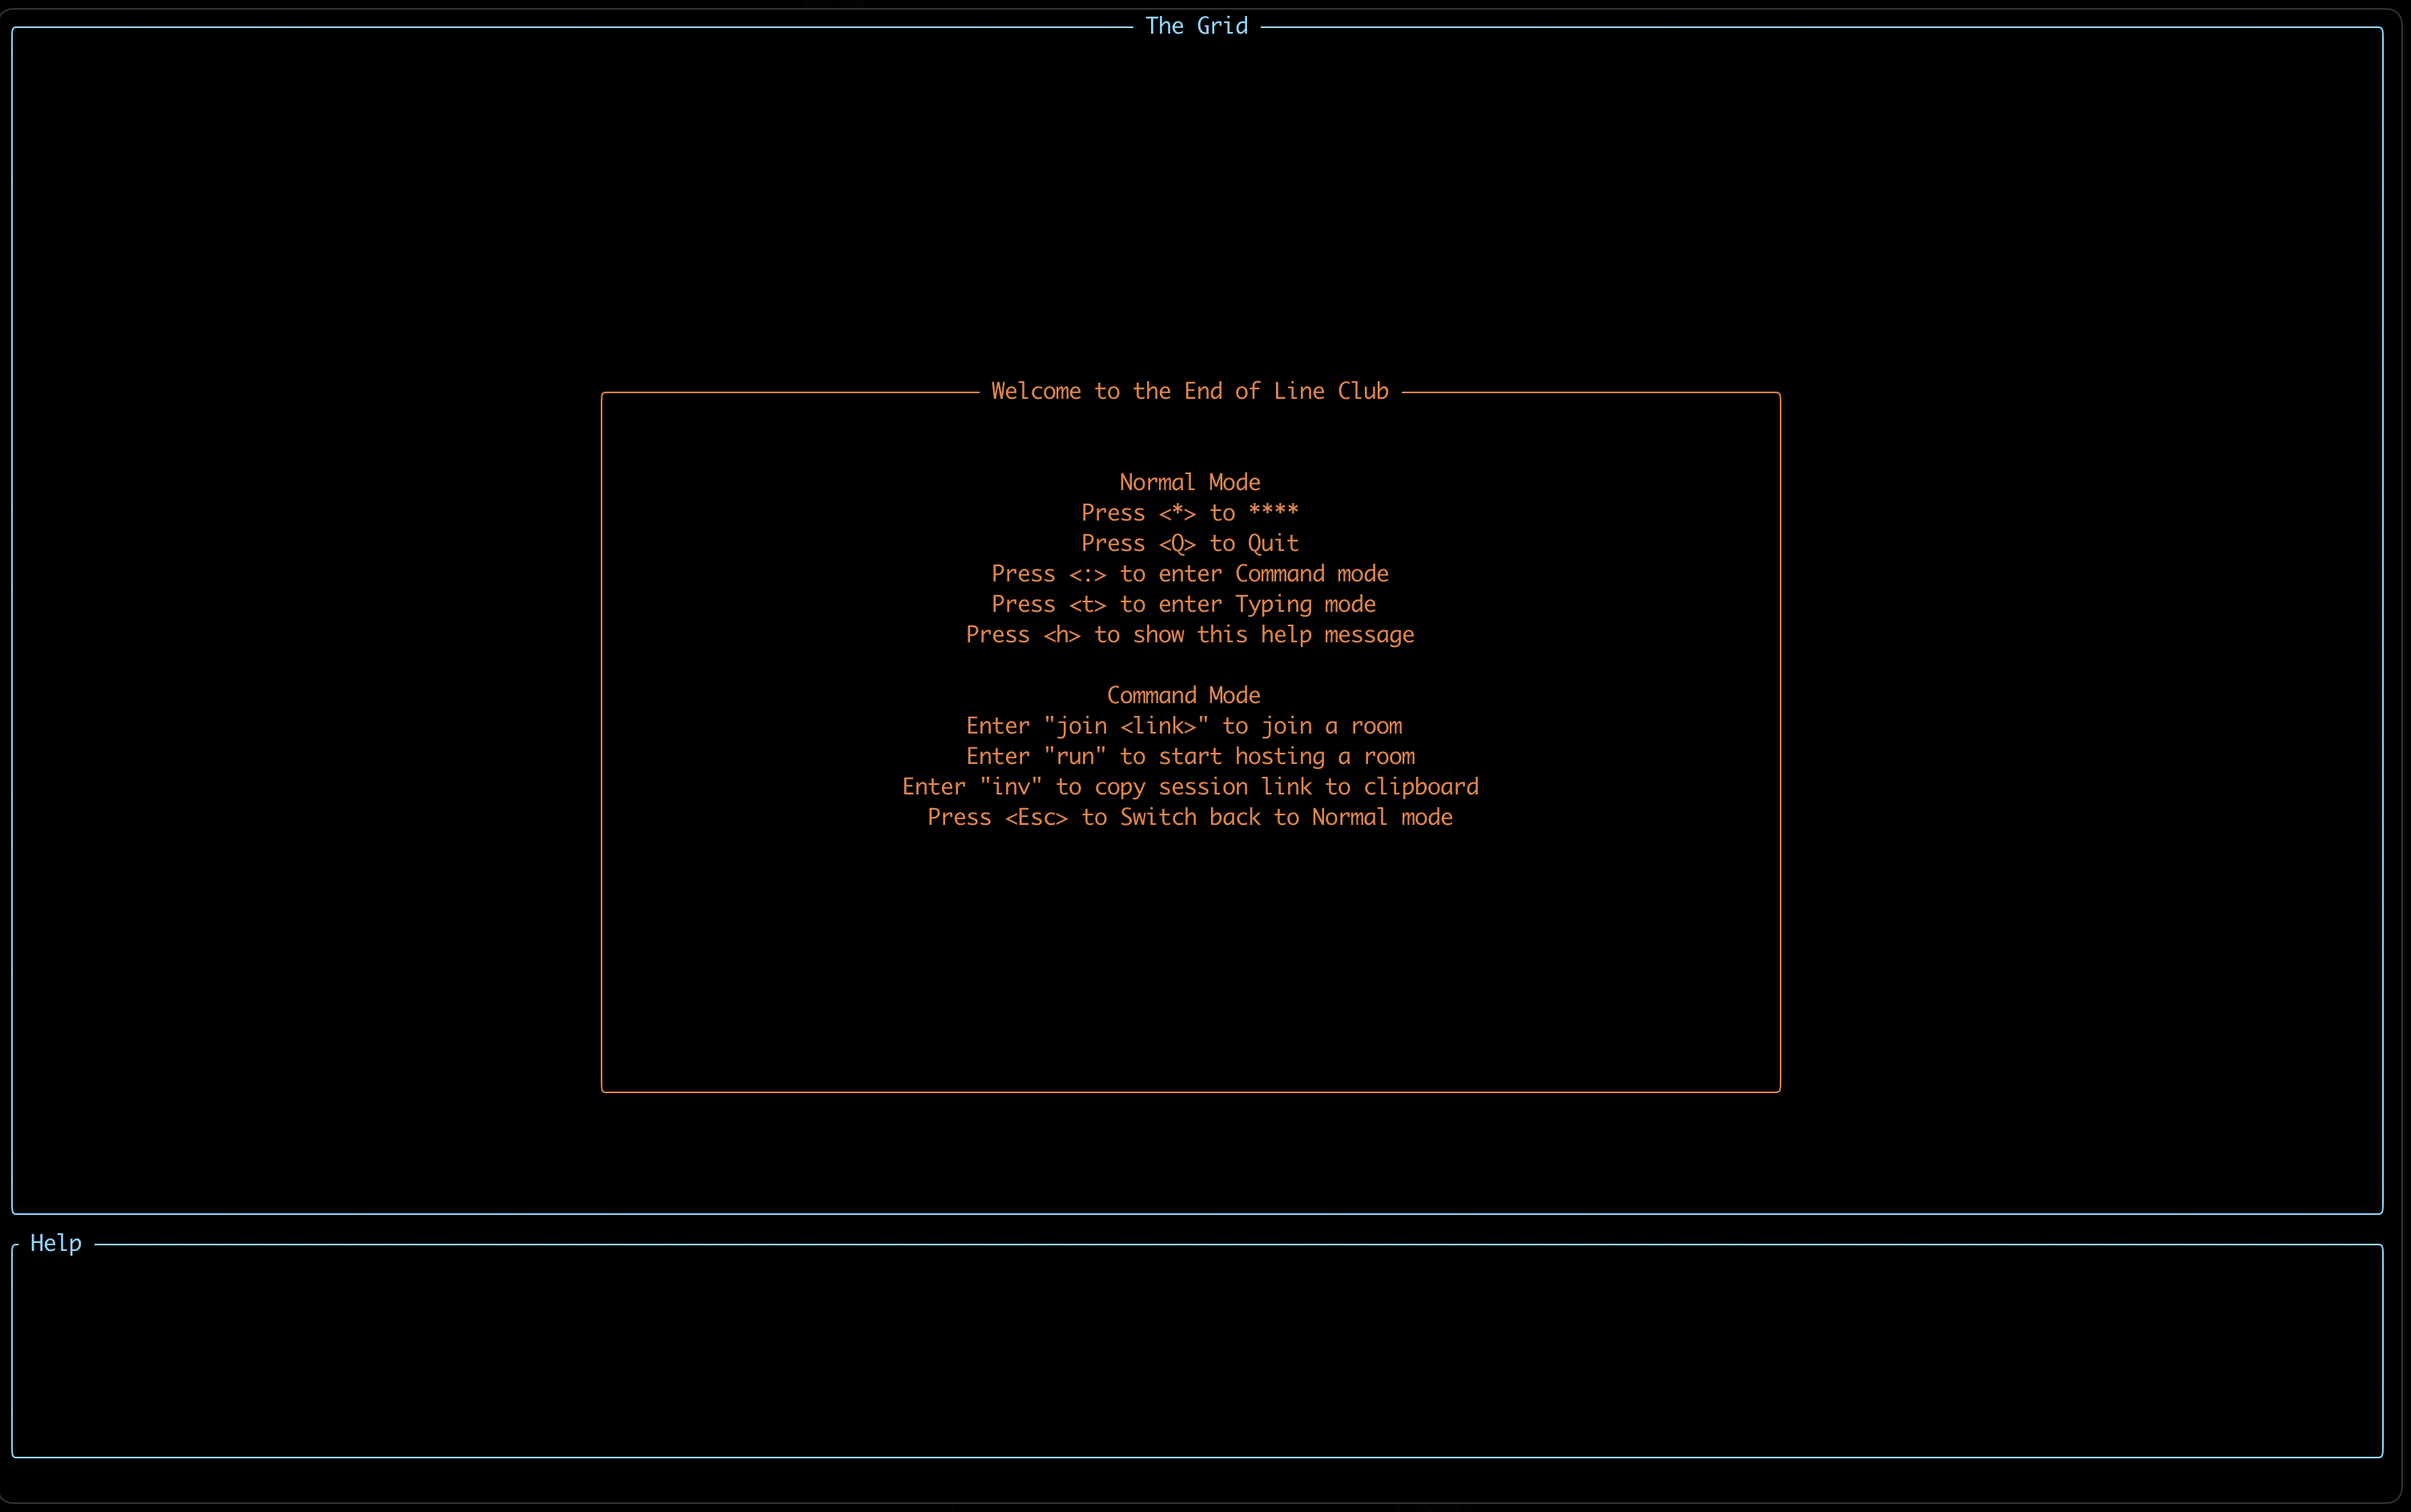 The Grid
Welcome to the End of Line Club
Normal Mode
Press <*> to ****
Press <Q> to Quit
Press <:> to enter Command mode
Press <t> to enter Typing mode
Press <h> to show this help message
Command Mode
Enter "join <link>" to join a room
Enter "run" to start hosting a room
Enter "inv" to copy session link to clipboard
Press <Esc> to Switch back to Normal mode
Help